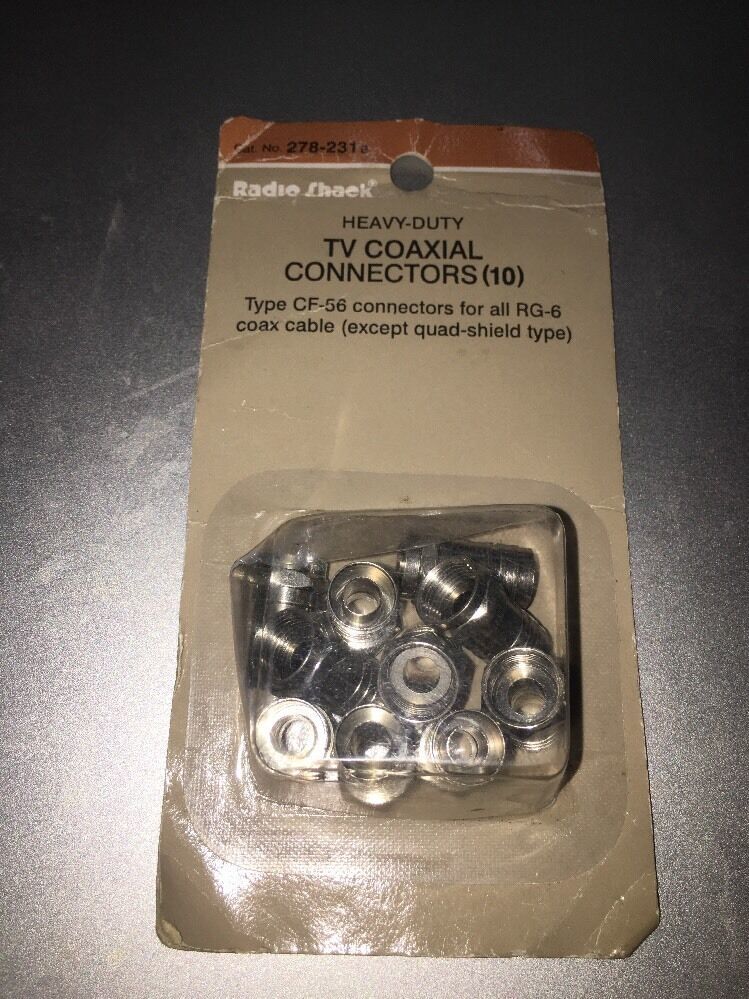 Cat. No. 278-231B
Radio Shack®
HEAVY-DUTY
TV COAXIAL
CONNECTORS (10)
Type CF-56 connectors for all RG-6
coax cable (except quad-shield type)